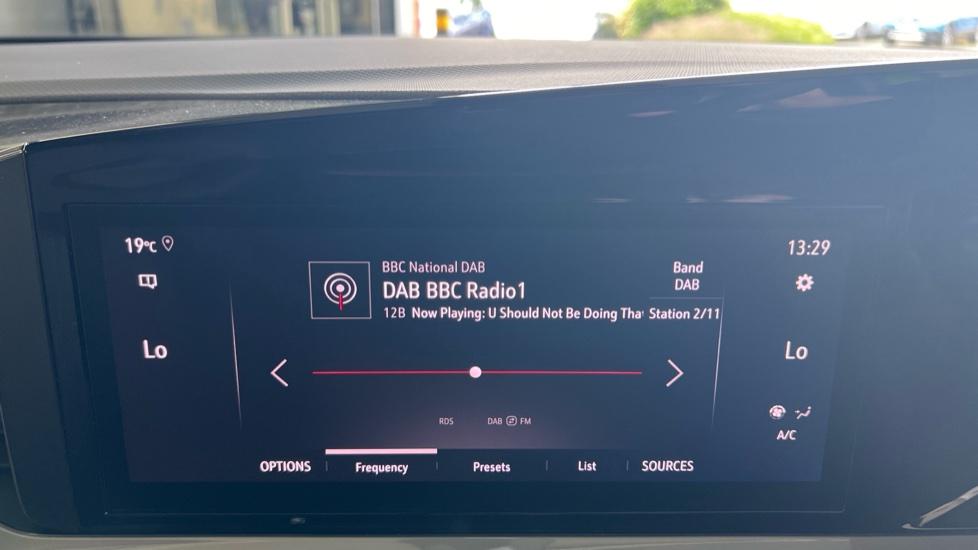 19°C
13:29
BBC National DAB
DAB BBC Radio1
12B Now Playing: U Should Not Be Doing Tha
Band
DAB
Station 2/11
Lo
Lo
RDS DAB FM
A/C
OPTIONS Frequency Presets List SOURCES